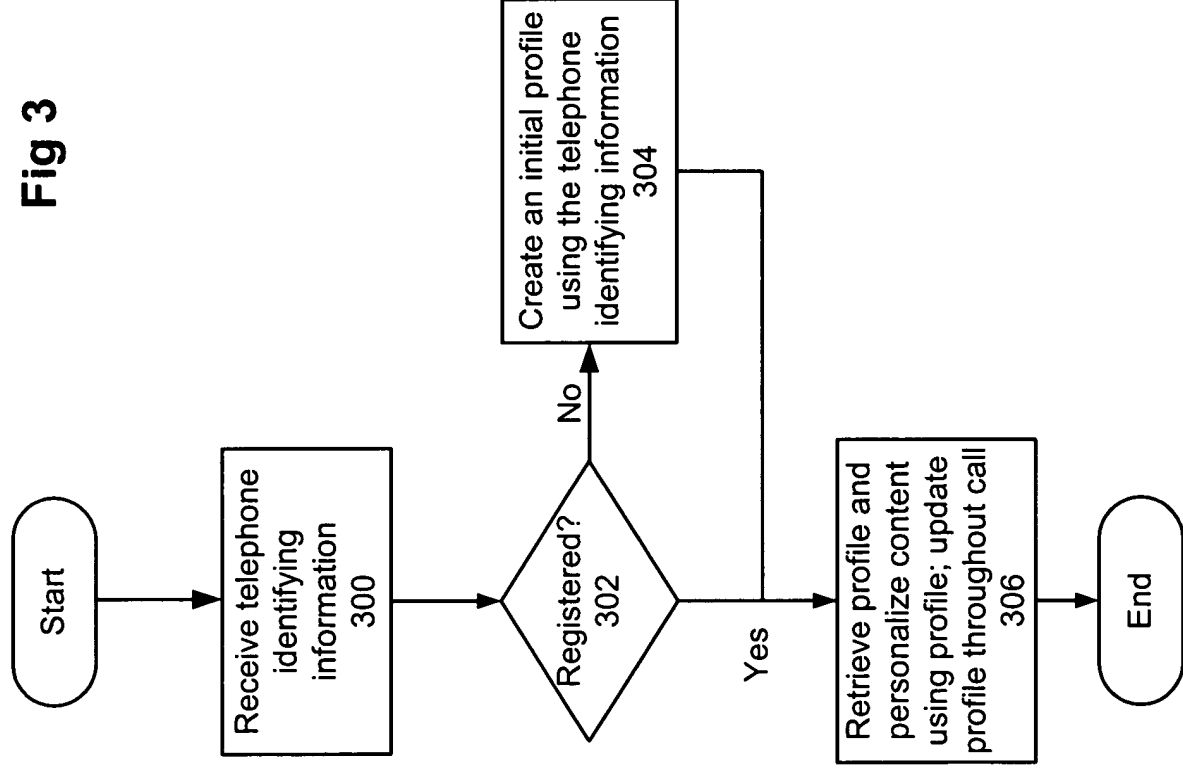 Fig 3
Start
Receive telephone
identifying
information
300
Registered?
302
No
Create an initial profile
using the telephone
identifying information
304
Yes
Retrieve profile and
personalize content
using profile; update
profile throughout call
306
End